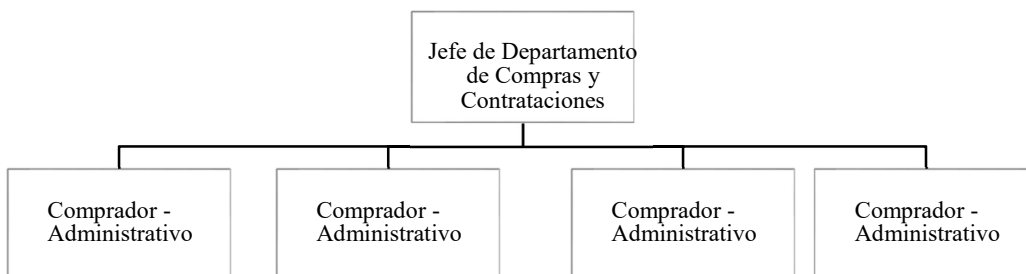 Jefe de Departamento
de Compras y
Contrataciones
Comprador -
Administrativo
Comprador -
Administrativo
Comprador -
Administrativo
Comprador -
Administrativo